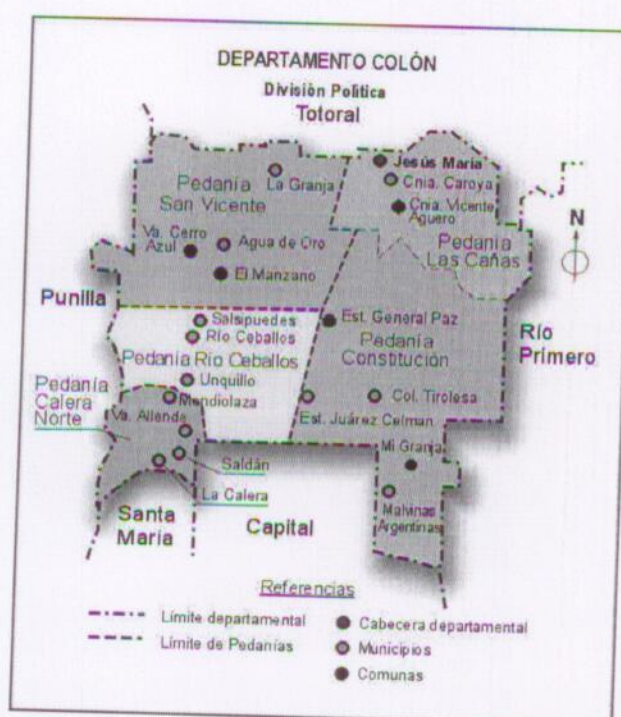 DEPARTAMENTO COLÓN
División Política
Totoral
Jesús María
La Granja
Cnia. Caroya
Pedanía
San Vicente
Cnia. Vicente
Aguero
Va. Cerro
Azul
Agua de Oro
Pedanía
Las Cañas
N
El Manzano
Punilla
Salsipuedes
Est. General Paz
Río Ceballos
Pedanía
Constitución
Río
Primero
Pedanía Río Ceballos
Unquillo
Pedanía
Calera
Norte
Mendiolaza
Col. Tirolesa
Va. Allende
Est. Juárez Celman
Mi Granja
Saldán
La Calera
Malvinas
Argentinas
Santa
María
Capital
Referencias
Límite departamental
Cabecera departamental
Límite de Pedanías
Municipios
Comunas